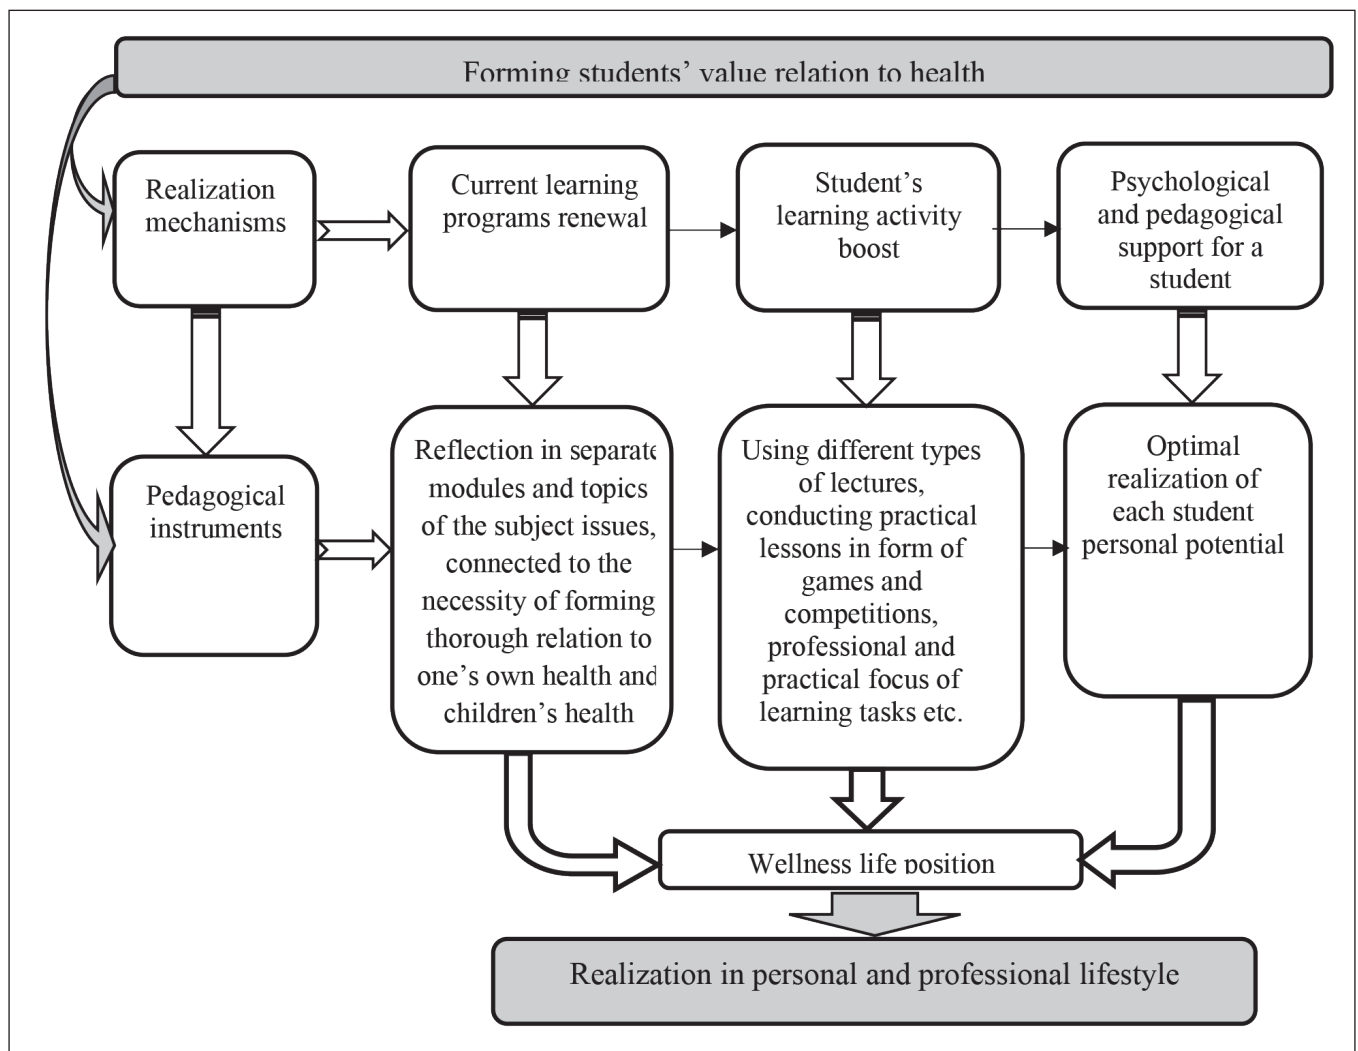 Forming students’ value relation to health
Realization
mechanisms
Current learning
programs renewal
Student’s
learning activity
boost
Psychological
and pedagogical
support for a
student
Pedagogical
instruments
Reflection in separate
modules and topics
of the subject issues,
connected to the
necessity of forming
thorough relation to
one’s own health and
children’s health
Using different types
of lectures,
conducting practical
lessons in form of
games and
competitions,
professional and
practical focus of
learning tasks etc.
Optimal
realization of
each student
personal potential
Wellness life position
Realization in personal and professional lifestyle